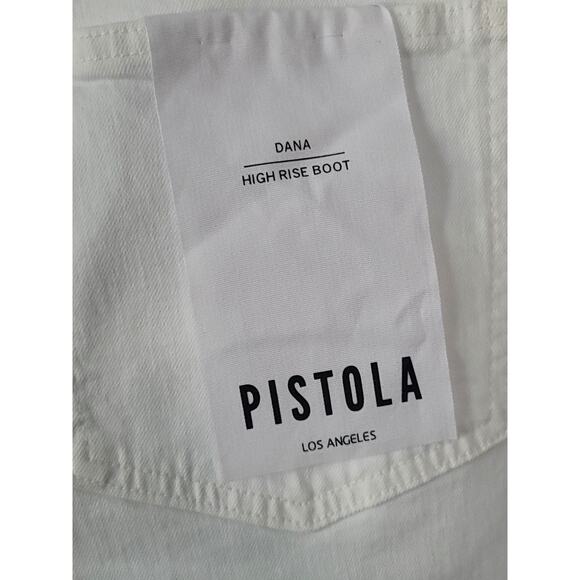 DANA
HIGH RISE BOOT
PISTOLA
LOS ANGELES